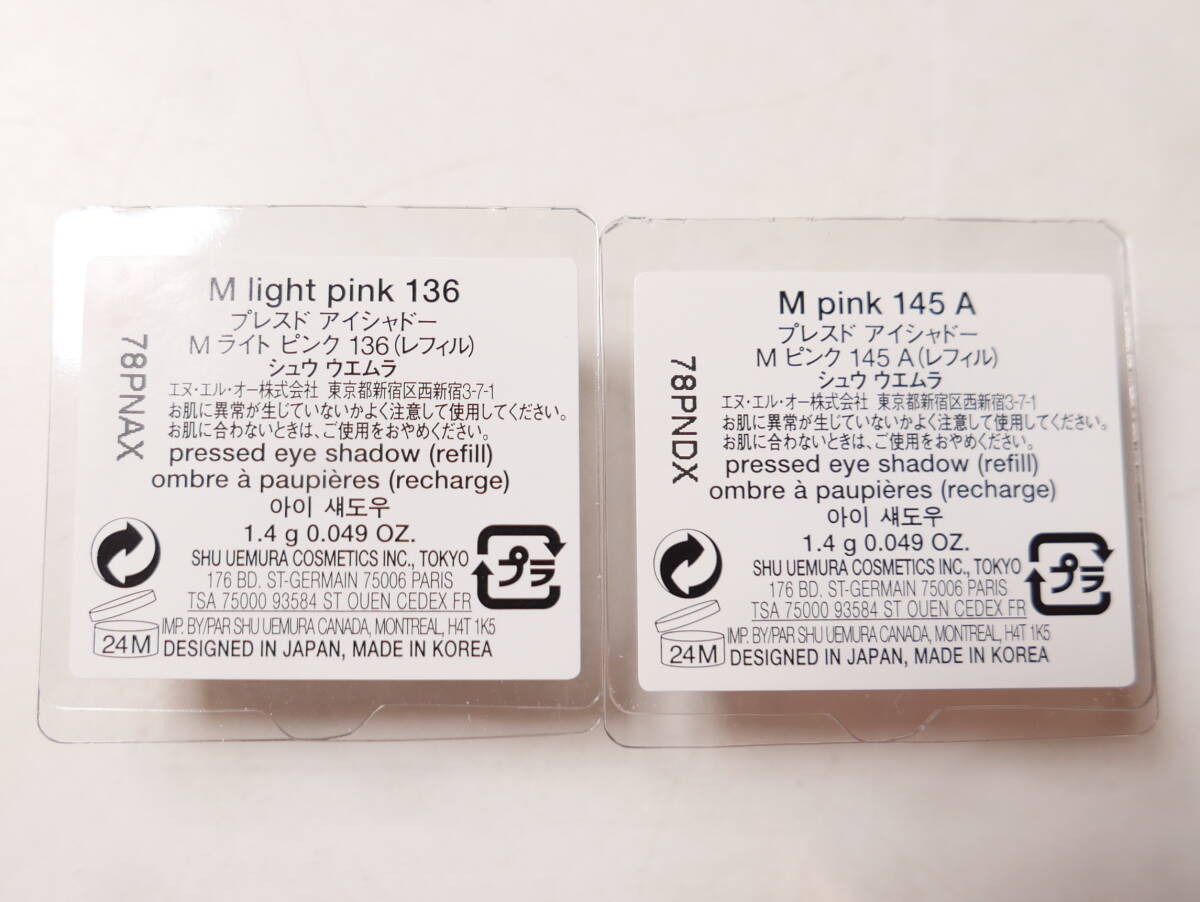 M light pink 136
プレスド アイシャドー
M ライト ピンク 136(レフィル)
シュウ ウエムラ
エヌ・エル・オー株式会社 東京都新宿区西新宿3-7-1
お肌に異常が生じていないかよく注意して使用してください。
お肌に合わないときは、ご使用をおやめください。
pressed eye shadow (refill)
ombre à paupières (recharge)
아이 섀도우
1.4 g 0.049 OZ.
SHU UEMURA COSMETICS INC., TOKYO
176 BD. ST-GERMAIN 75006 PARIS
TSA 75000 93584 ST OUEN CEDEX FR
IMP. BY/PAR SHU UEMURA CANADA, MONTREAL, H4T 1K5
DESIGNED IN JAPAN, MADE IN KOREA
78PNAX
プラ
24M
M pink 145 A
プレスド アイシャドー
M ピンク 145 A(レフィル)
シュウ ウエムラ
エヌ・エル・オー株式会社 東京都新宿区西新宿3-7-1
お肌に異常が生じていないかよく注意して使用してください。
お肌に合わないときは、ご使用をおやめください。
pressed eye shadow (refill)
ombre à paupières (recharge)
아이 섀도우
1.4 g 0.049 OZ.
SHU UEMURA COSMETICS INC., TOKYO
176 BD. ST-GERMAIN 75006 PARIS
TSA 75000 93584 ST OUEN CEDEX FR
IMP. BY/PAR SHU UEMURA CANADA, MONTREAL, H4T 1K5
DESIGNED IN JAPAN, MADE IN KOREA
78PNDX
プラ
24M